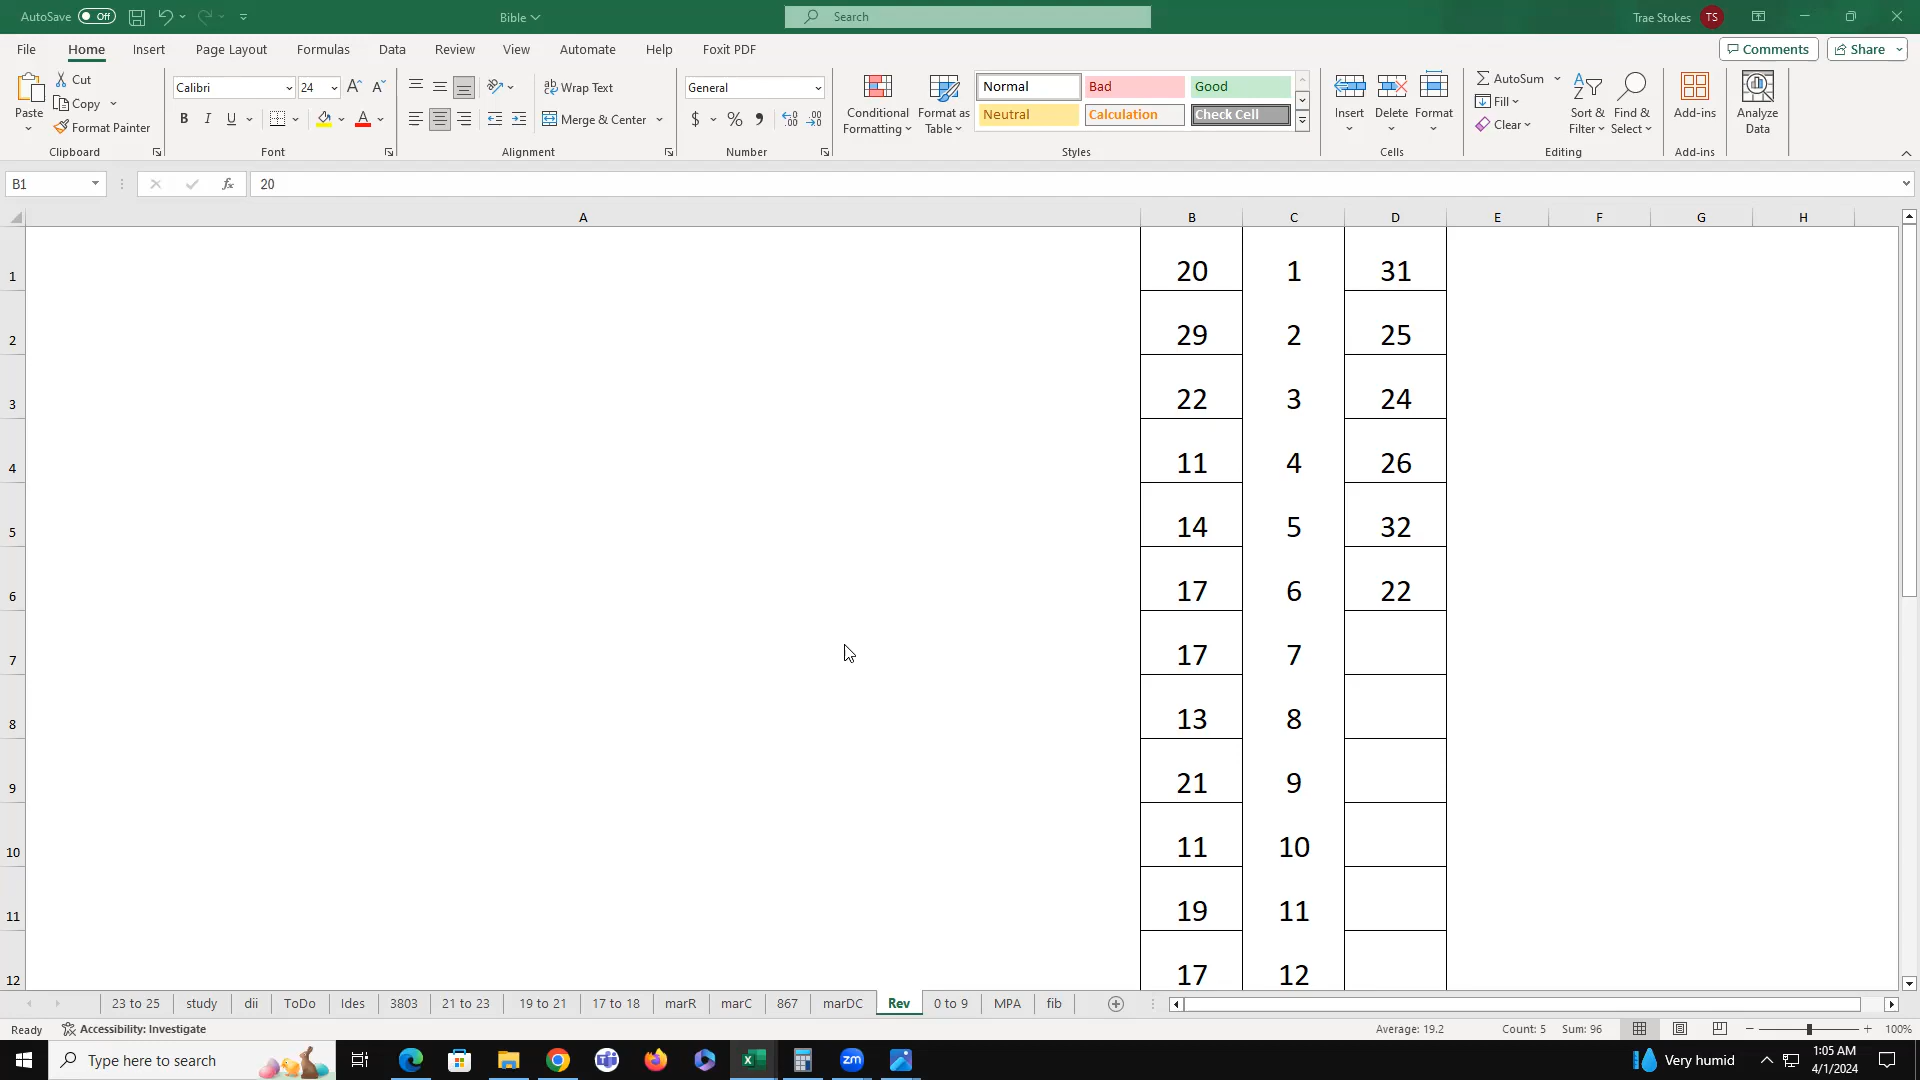 AutoSave Off Bible Search Trae Stokes TS
File Home Insert Page Layout Formulas Data Review View Automate Help Foxit PDF Comments Share
Paste Cut Copy Format Painter Clipboard
Calibri 24 A A B I U A Font
ab Wrap Text Merge & Center Alignment
General $ % 9 Number
Conditional Formatting Format as Table Normal Bad Good Neutral Calculation Check Cell Styles
Insert Delete Format Cells
AutoSum Fill Clear Sort & Filter Find & Select Editing
Add-ins Add-ins
Analyze Data
B1 fx 20
A B C D E F G H
1 20 1 31
2 29 2 25
3 22 3 24
4 11 4 26
5 14 5 32
6 17 6 22
7 17 7
8 13 8
9 21 9
10 11 10
11 19 11
12 17 12
23 to 25 study dii ToDo Ides 3803 21 to 23 19 to 21 17 to 18 marR marC 867 marDC Rev 0 to 9 MPA fib
Ready Accessibility: Investigate Average: 19.2 Count: 5 Sum: 96 100%
Type here to search zm Very humid 1:05 AM
4/1/2024